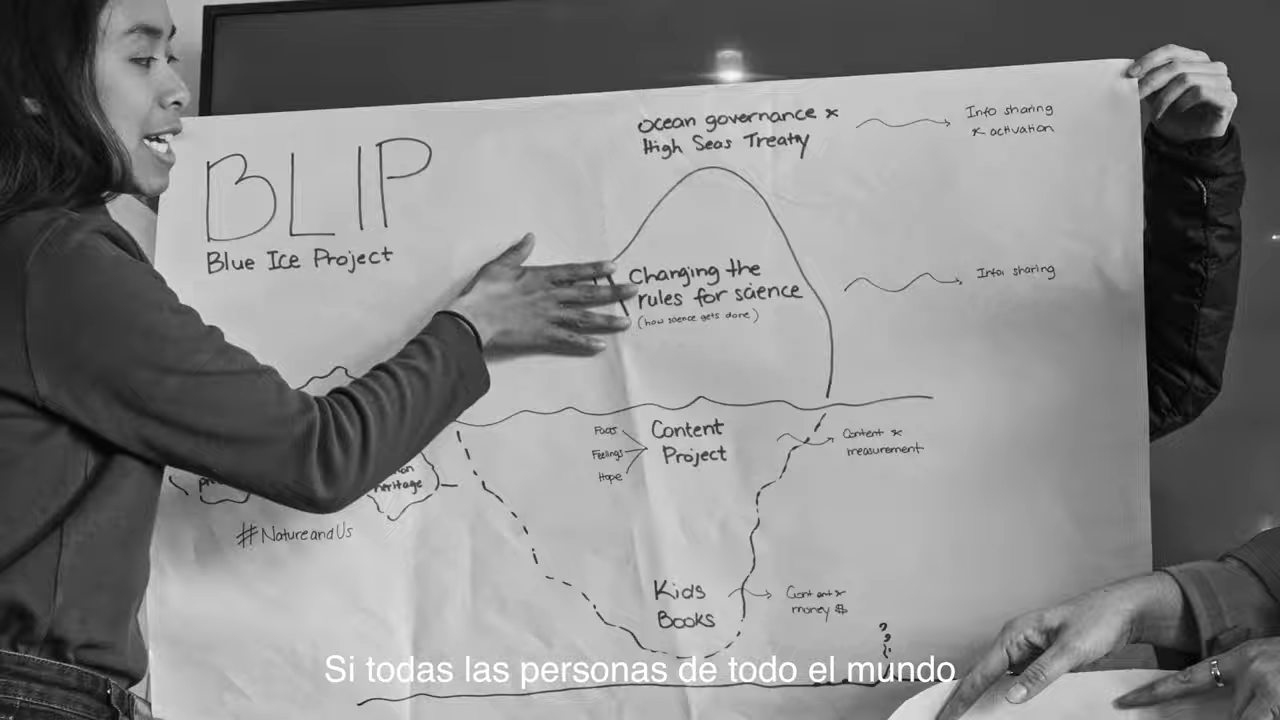 BLIP
Blue Ice Project
ocean governance &
High Seas Treaty
Info sharing
& activation
Changing the
rules for science
(how science gets done)
Info sharing
Facts
Feelings
Hope
Content
Project
Content &
measurement
heritage
#NatureandUs
Kids
Books
Content &
money $
Si todas las personas de todo el mundo